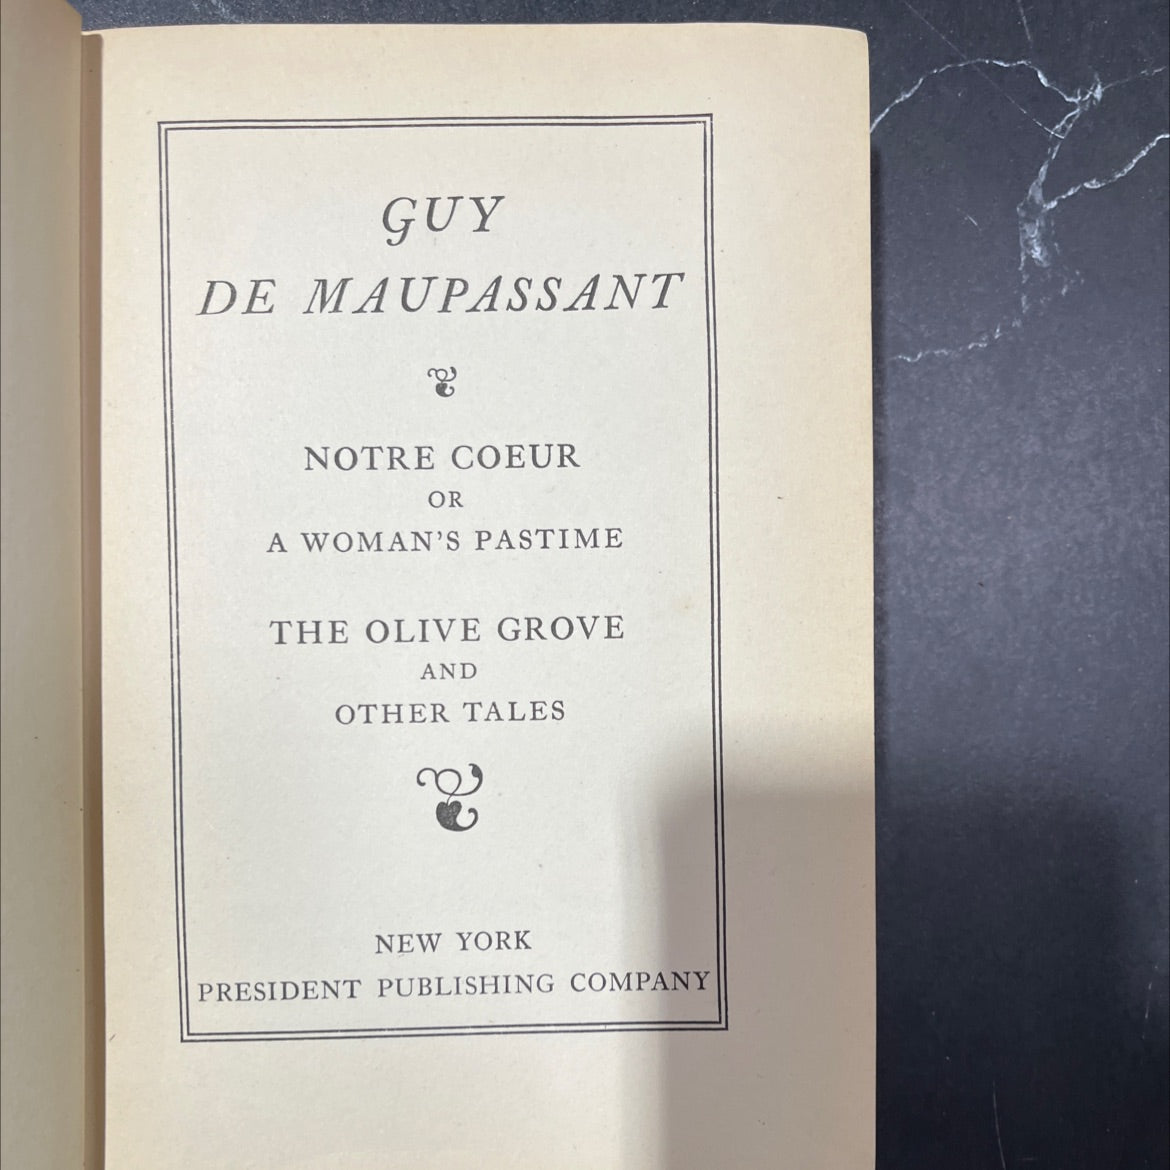 GUY
DE MAUPASSANT
NOTRE COEUR
OR
A WOMAN'S PASTIME
THE OLIVE GROVE
AND
OTHER TALES
NEW YORK
PRESIDENT PUBLISHING COMPANY